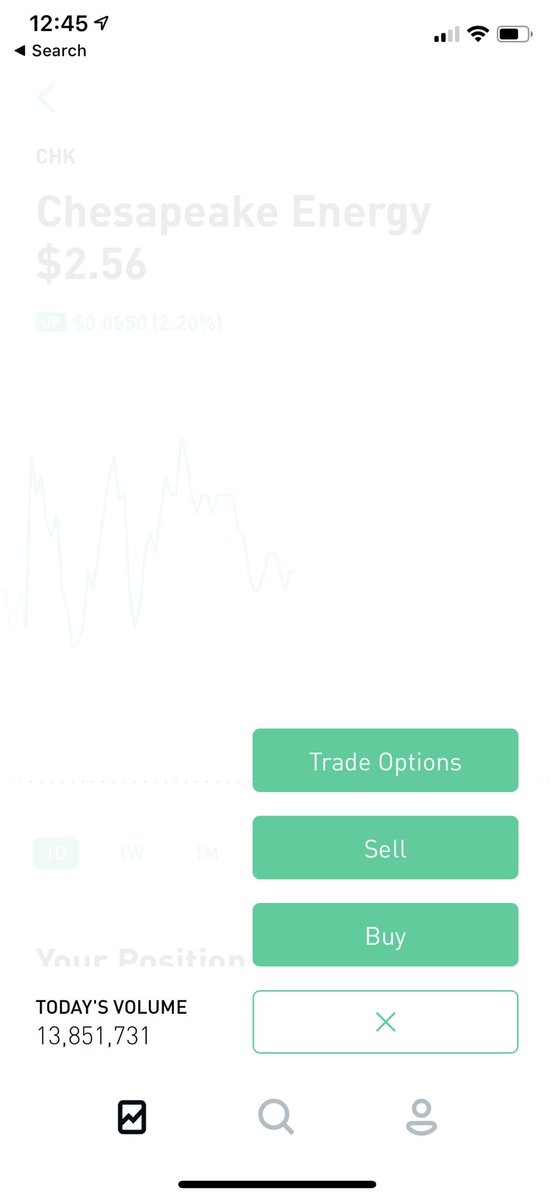 12:45
Search
CHK
Chesapeake Energy
$2.56
UP $0.0550 (2.20%)
Trade Options
1D 1W 1M
Sell
Buy
Your Position
TODAY'S VOLUME
13,851,731